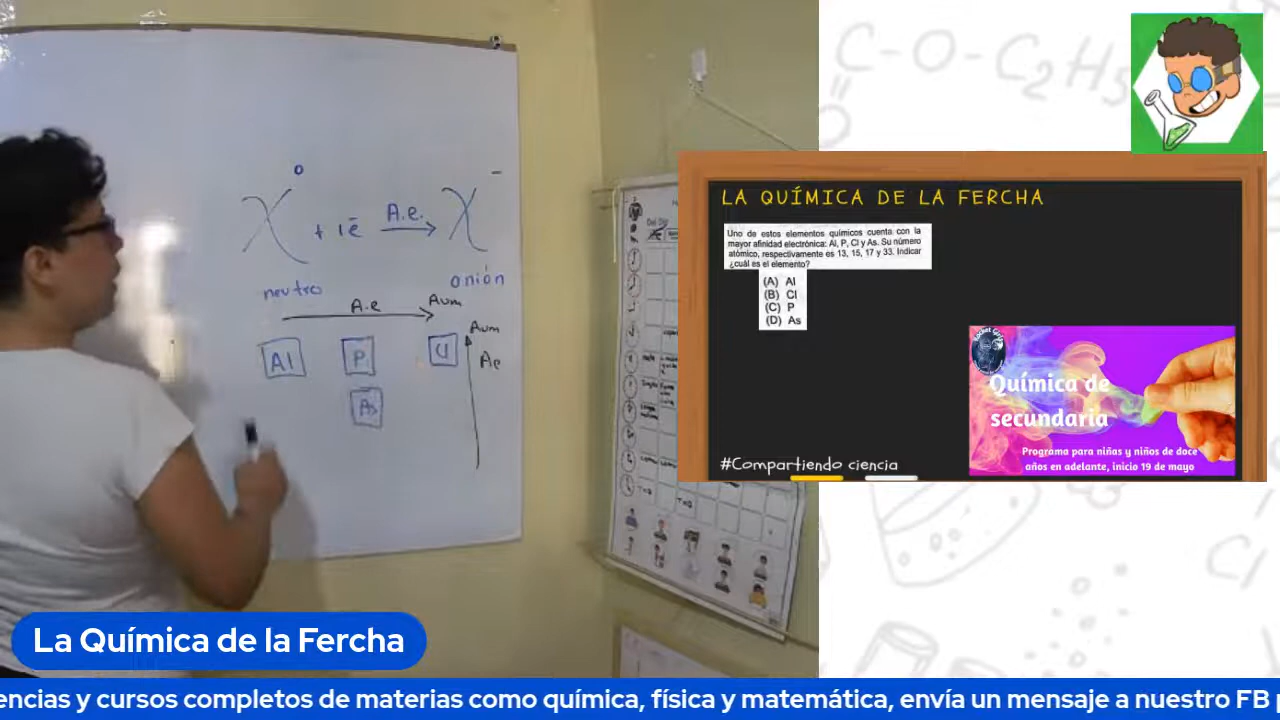 X⁰ + 1ē A.e. → X⁻
neutro anión
A.e Aum
Aum
Al P Cl Ae
As
LA QUÍMICA DE LA FERCHA
Uno de estos elementos químicos cuenta con la
mayor afinidad electrónica: Al, P, Cl y As. Su número
atómico, respectivamente es 13, 15, 17 y 33. Indicar
¿cuál es el elemento?
(A) Al
(B) Cl
(C) P
(D) As
Química de
secundaria
Programa para niñas y niños de doce
años en adelante, inicio 19 de mayo
#Compartiendo ciencia
C-O-C₂H₅
O
Cl
La Química de la Fercha
encias y cursos completos de materias como química, física y matemática, envía un mensaje a nuestro FB